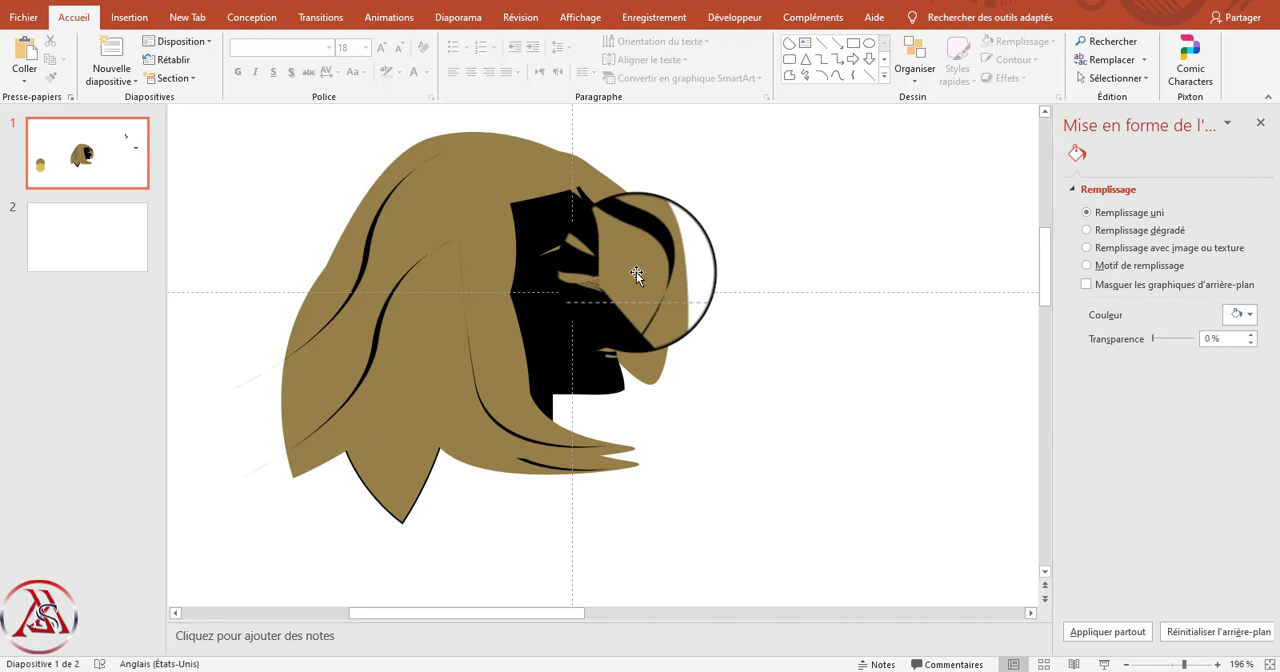 Fichier Accueil Insertion New Tab Conception Transitions Animations Diaporama Révision Affichage Enregistrement Développeur Compléments Aide Rechercher des outils adaptés Partager
Coller
Nouvelle diapositive
Disposition
Rétablir
Section
18
G I S S abc AV Aa A
Orientation du texte
Aligner le texte
Convertir en graphique SmartArt
Organiser
Styles rapides
Remplissage
Contour
Effets
Rechercher
Remplacer
Sélectionner
Comic Characters
Presse-papiers Diapositives Police Paragraphe Dessin Édition Pixton
1
2
Mise en forme de l'...
Remplissage
Remplissage uni
Remplissage dégradé
Remplissage avec image ou texture
Motif de remplissage
Masquer les graphiques d'arrière-plan
Couleur
Transparence 0 %
Appliquer partout Réinitialiser l'arrière-plan
Cliquez pour ajouter des notes
Diapositive 1 de 2 Anglais (États-Unis) Notes Commentaires 196 %